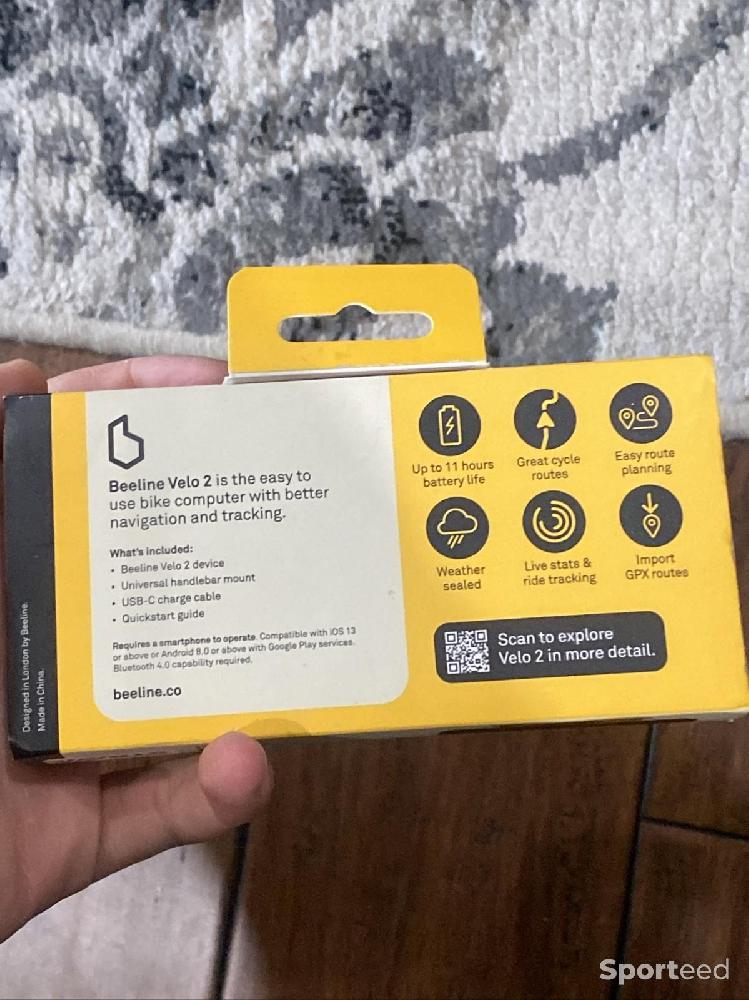 Beeline Velo 2 is the easy to
use bike computer with better
navigation and tracking.
What's included:
• Beeline Velo 2 device
• Universal handlebar mount
• USB-C charge cable
• Quickstart guide
Requires a smartphone to operate. Compatible with iOS 13
or above or Android 8.0 or above with Google Play services.
Bluetooth 4.0 capability required.
beeline.co
Up to 11 hours
battery life
Great cycle
routes
Easy route
planning
Weather
sealed
Live stats &
ride tracking
Import
GPX routes
Scan to explore
Velo 2 in more detail.
Designed in London by Beeline.
Made in China.
Sporteed